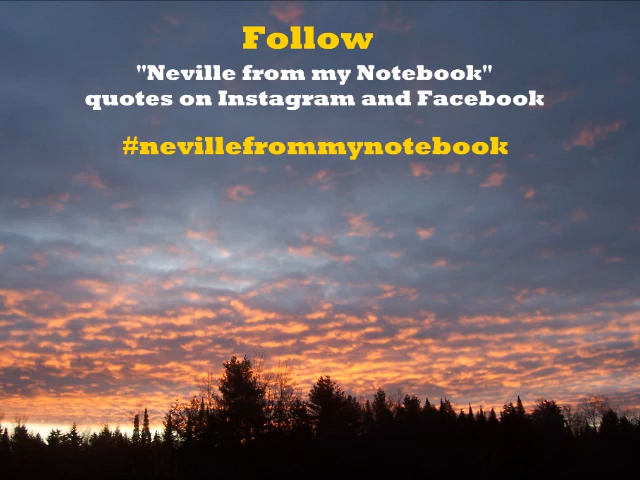 Follow
"Neville from my Notebook"
quotes on Instagram and Facebook
#nevillefrommynotebook